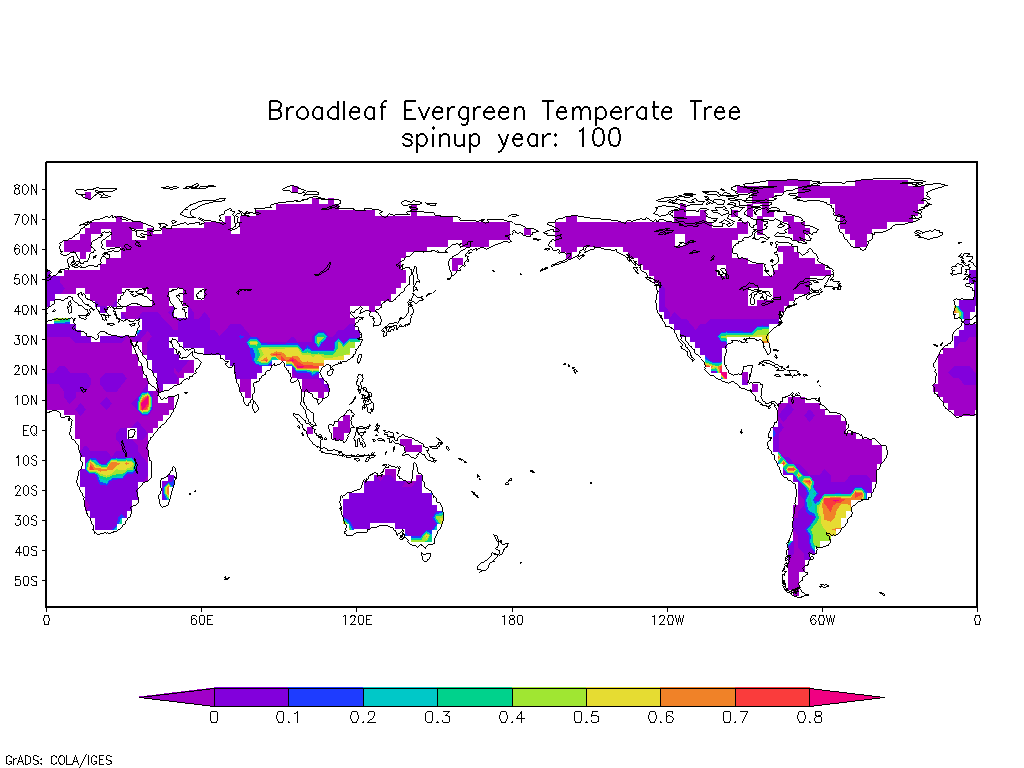 Broadleaf Evergreen Temperate Tree
spinup year: 100
80N
70N
60N
50N
40N
30N
20N
10N
EQ
10S
20S
30S
40S
50S
0 60E 120E 180 120W 60W 0
0 0.1 0.2 0.3 0.4 0.5 0.6 0.7 0.8
GrADS: COLA/IGES